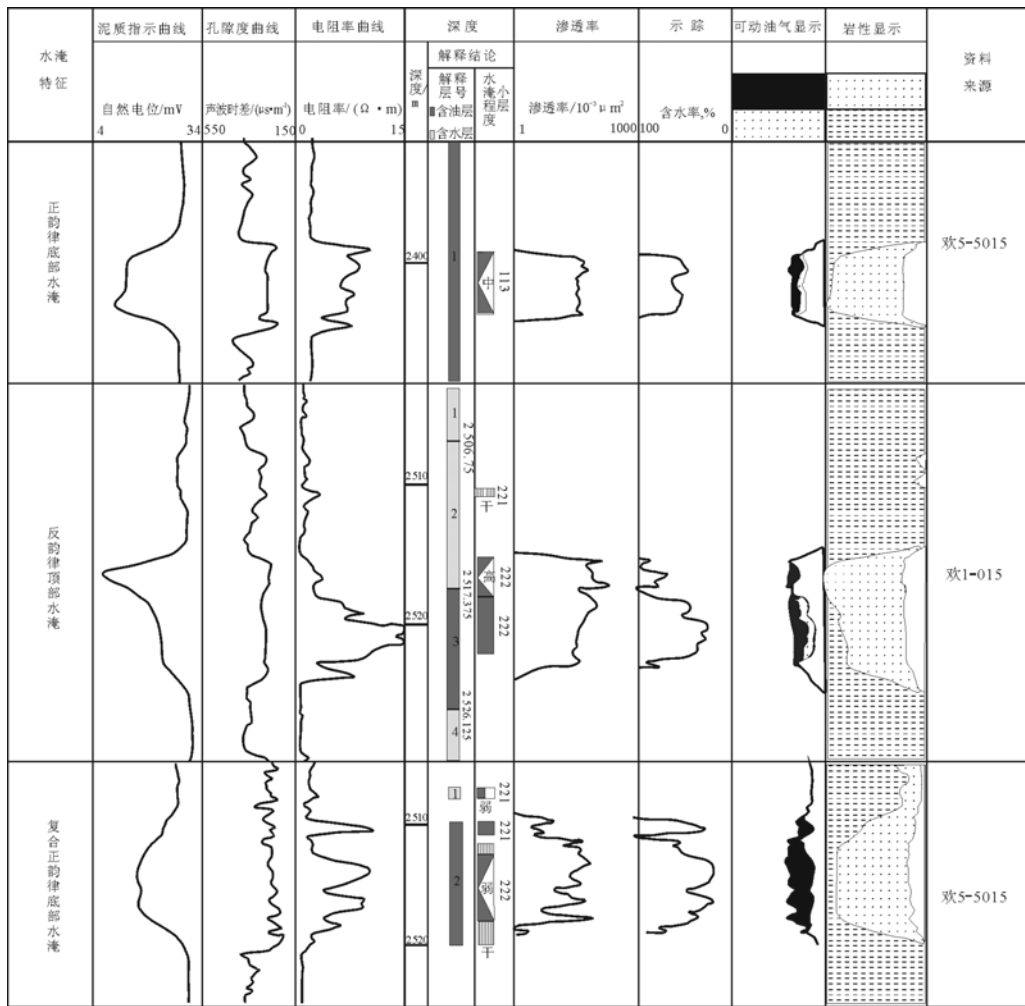 水淹
特征
泥质指示曲线
自然电位/mV
4 34
孔隙度曲线
声波时差/(μs·m⁻¹)
550 150
电阻率曲线
电阻率/(Ω·m)
0 15
深度
深度/m
解释结论
解释层号
含油层
含水层
水淹程度
小层
渗透率
渗透率/10⁻³μm²
1 1000
示踪
含水率,%
100 0
可动油气显示
岩性显示
资料
来源
正韵律底部水淹
2400
1
中
113
欢5-5015
反韵律顶部水淹
2510
2520
1
2 506.75
2
2 517.375
3
2 526.125
4
221
干
222
222
欢1-015
复合正韵律底部水淹
2510
2520
1
2
221
弱
221
弱
222
干
欢5-5015